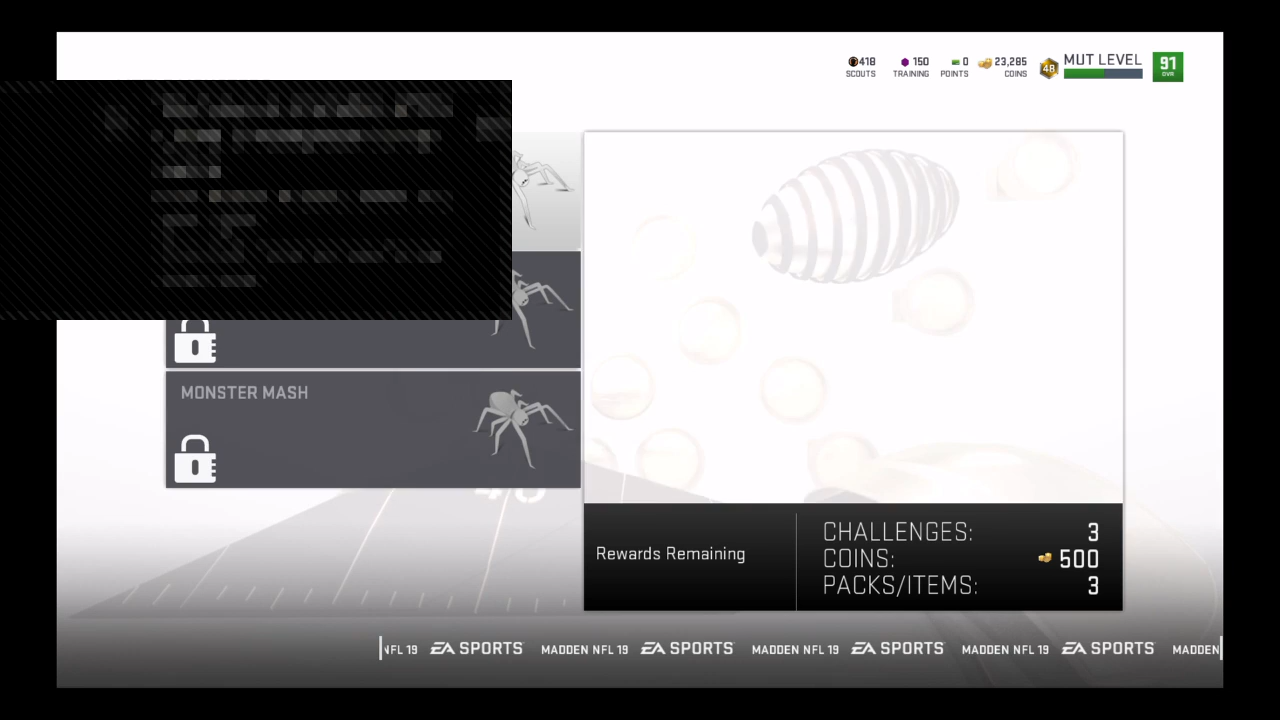 418 150 0 23,285 48 MUT LEVEL 91
SCOUTS TRAINING POINTS COINS OVR
MONSTER MASH
40
CHALLENGES: 3
Rewards Remaining COINS: 500
PACKS/ITEMS: 3
NFL 19 EA SPORTS MADDEN NFL 19 EA SPORTS MADDEN NFL 19 EA SPORTS MADDEN NFL 19 EA SPORTS MADDEN